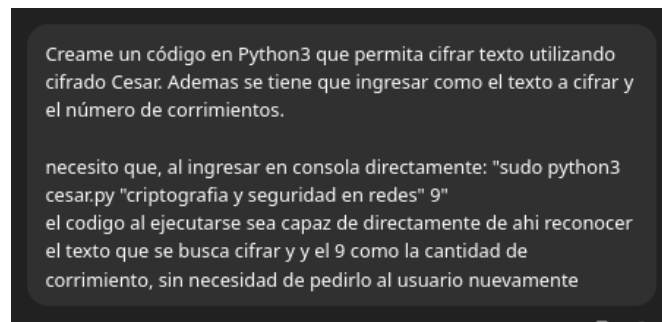 Creame un código en Python3 que permita cifrar texto utilizando
cifrado Cesar. Ademas se tiene que ingresar como el texto a cifrar y
el número de corrimientos.
necesito que, al ingresar en consola directamente: "sudo python3
cesar.py "criptografia y seguridad en redes" 9"
el codigo al ejecutarse sea capaz de directamente de ahi reconocer
el texto que se busca cifrar y y el 9 como la cantidad de
corrimiento, sin necesidad de pedirlo al usuario nuevamente